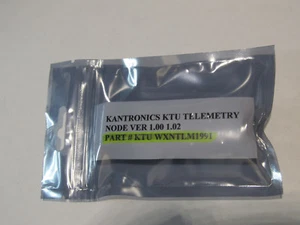 KANTRONICS KTU TELEMETRY
NODE VER 1.00 1.02
PART # KTU WXNTLM1991